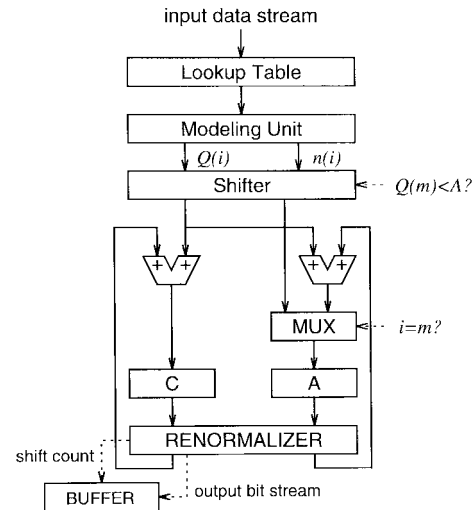 input data stream
Lookup Table
Modeling Unit
Q(i) n(i)
Shifter
Q(m)<A?
+ + + +
MUX
i=m?
C A
RENORMALIZER
shift count
output bit stream
BUFFER